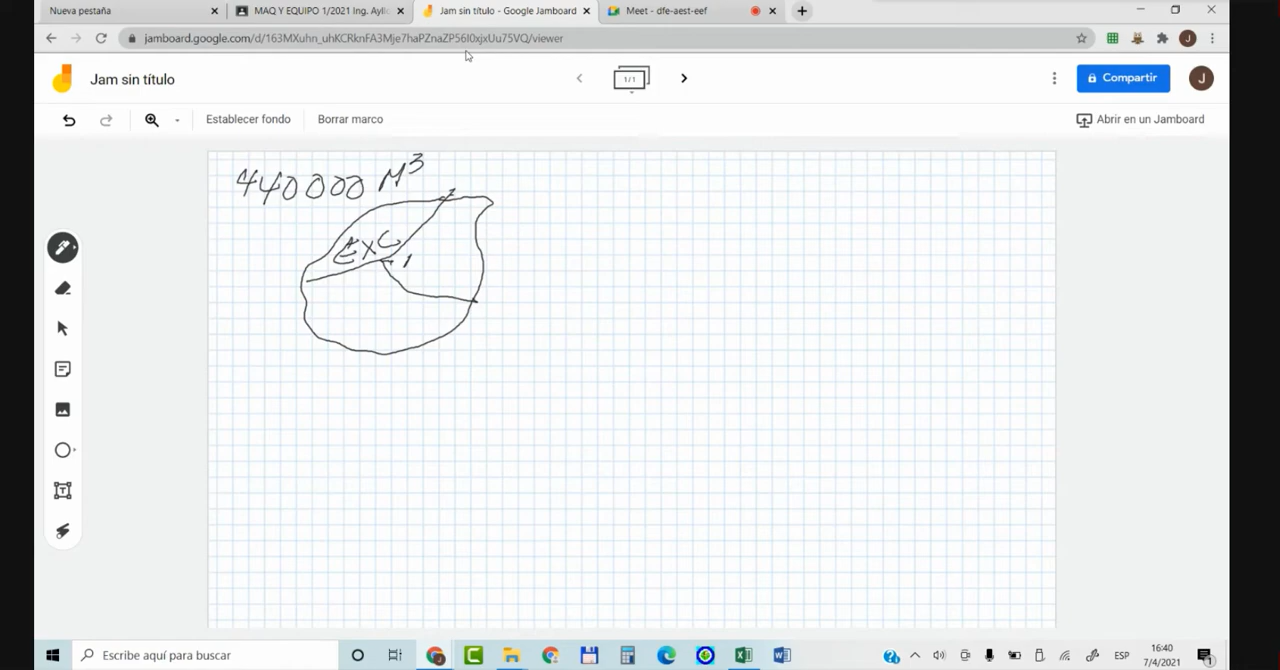 Nueva pestaña
MAQ Y EQUIPO 1/2021 Ing. Ayllo
Jam sin título - Google Jamboard
Meet - dfe-aest-eef
jamboard.google.com/d/163MXuhn_uhKCRknFA3Mje7haPZnaZP56I0xjxUu75VQ/viewer
J
Jam sin título
1/1
Compartir
J
Establecer fondo
Borrar marco
Abrir en un Jamboard
440000 M³
EXC
Escribe aquí para buscar
ESP
16:40
7/4/2021